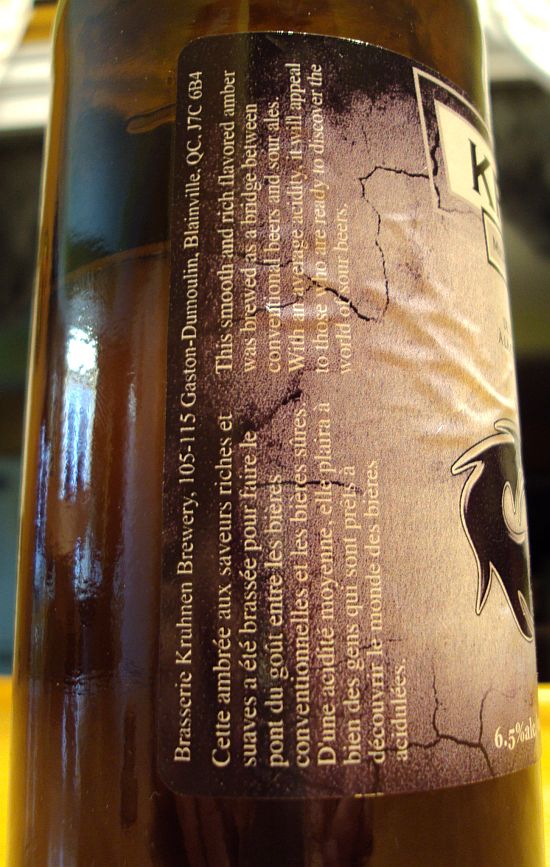 Brasserie Kruhnen Brewery, 105-115 Gaston-Dumoulin, Blainville, QC, J7C 6B4
Cette ambrée aux saveurs riches et
suaves a été brassée pour faire le
pont du goût entre les bières
conventionnelles et les bières sûres.
D'une acidité moyenne, elle plaira à
bien des gens qui sont prêts à
découvrir le monde des bières
acidulées.
This smooth and rich flavored amber
was brewed as a bridge between
conventional beers and sour ales.
With an average acidity, it will appeal
to those who are ready to discover the
world of sour beers.
6.5%alc